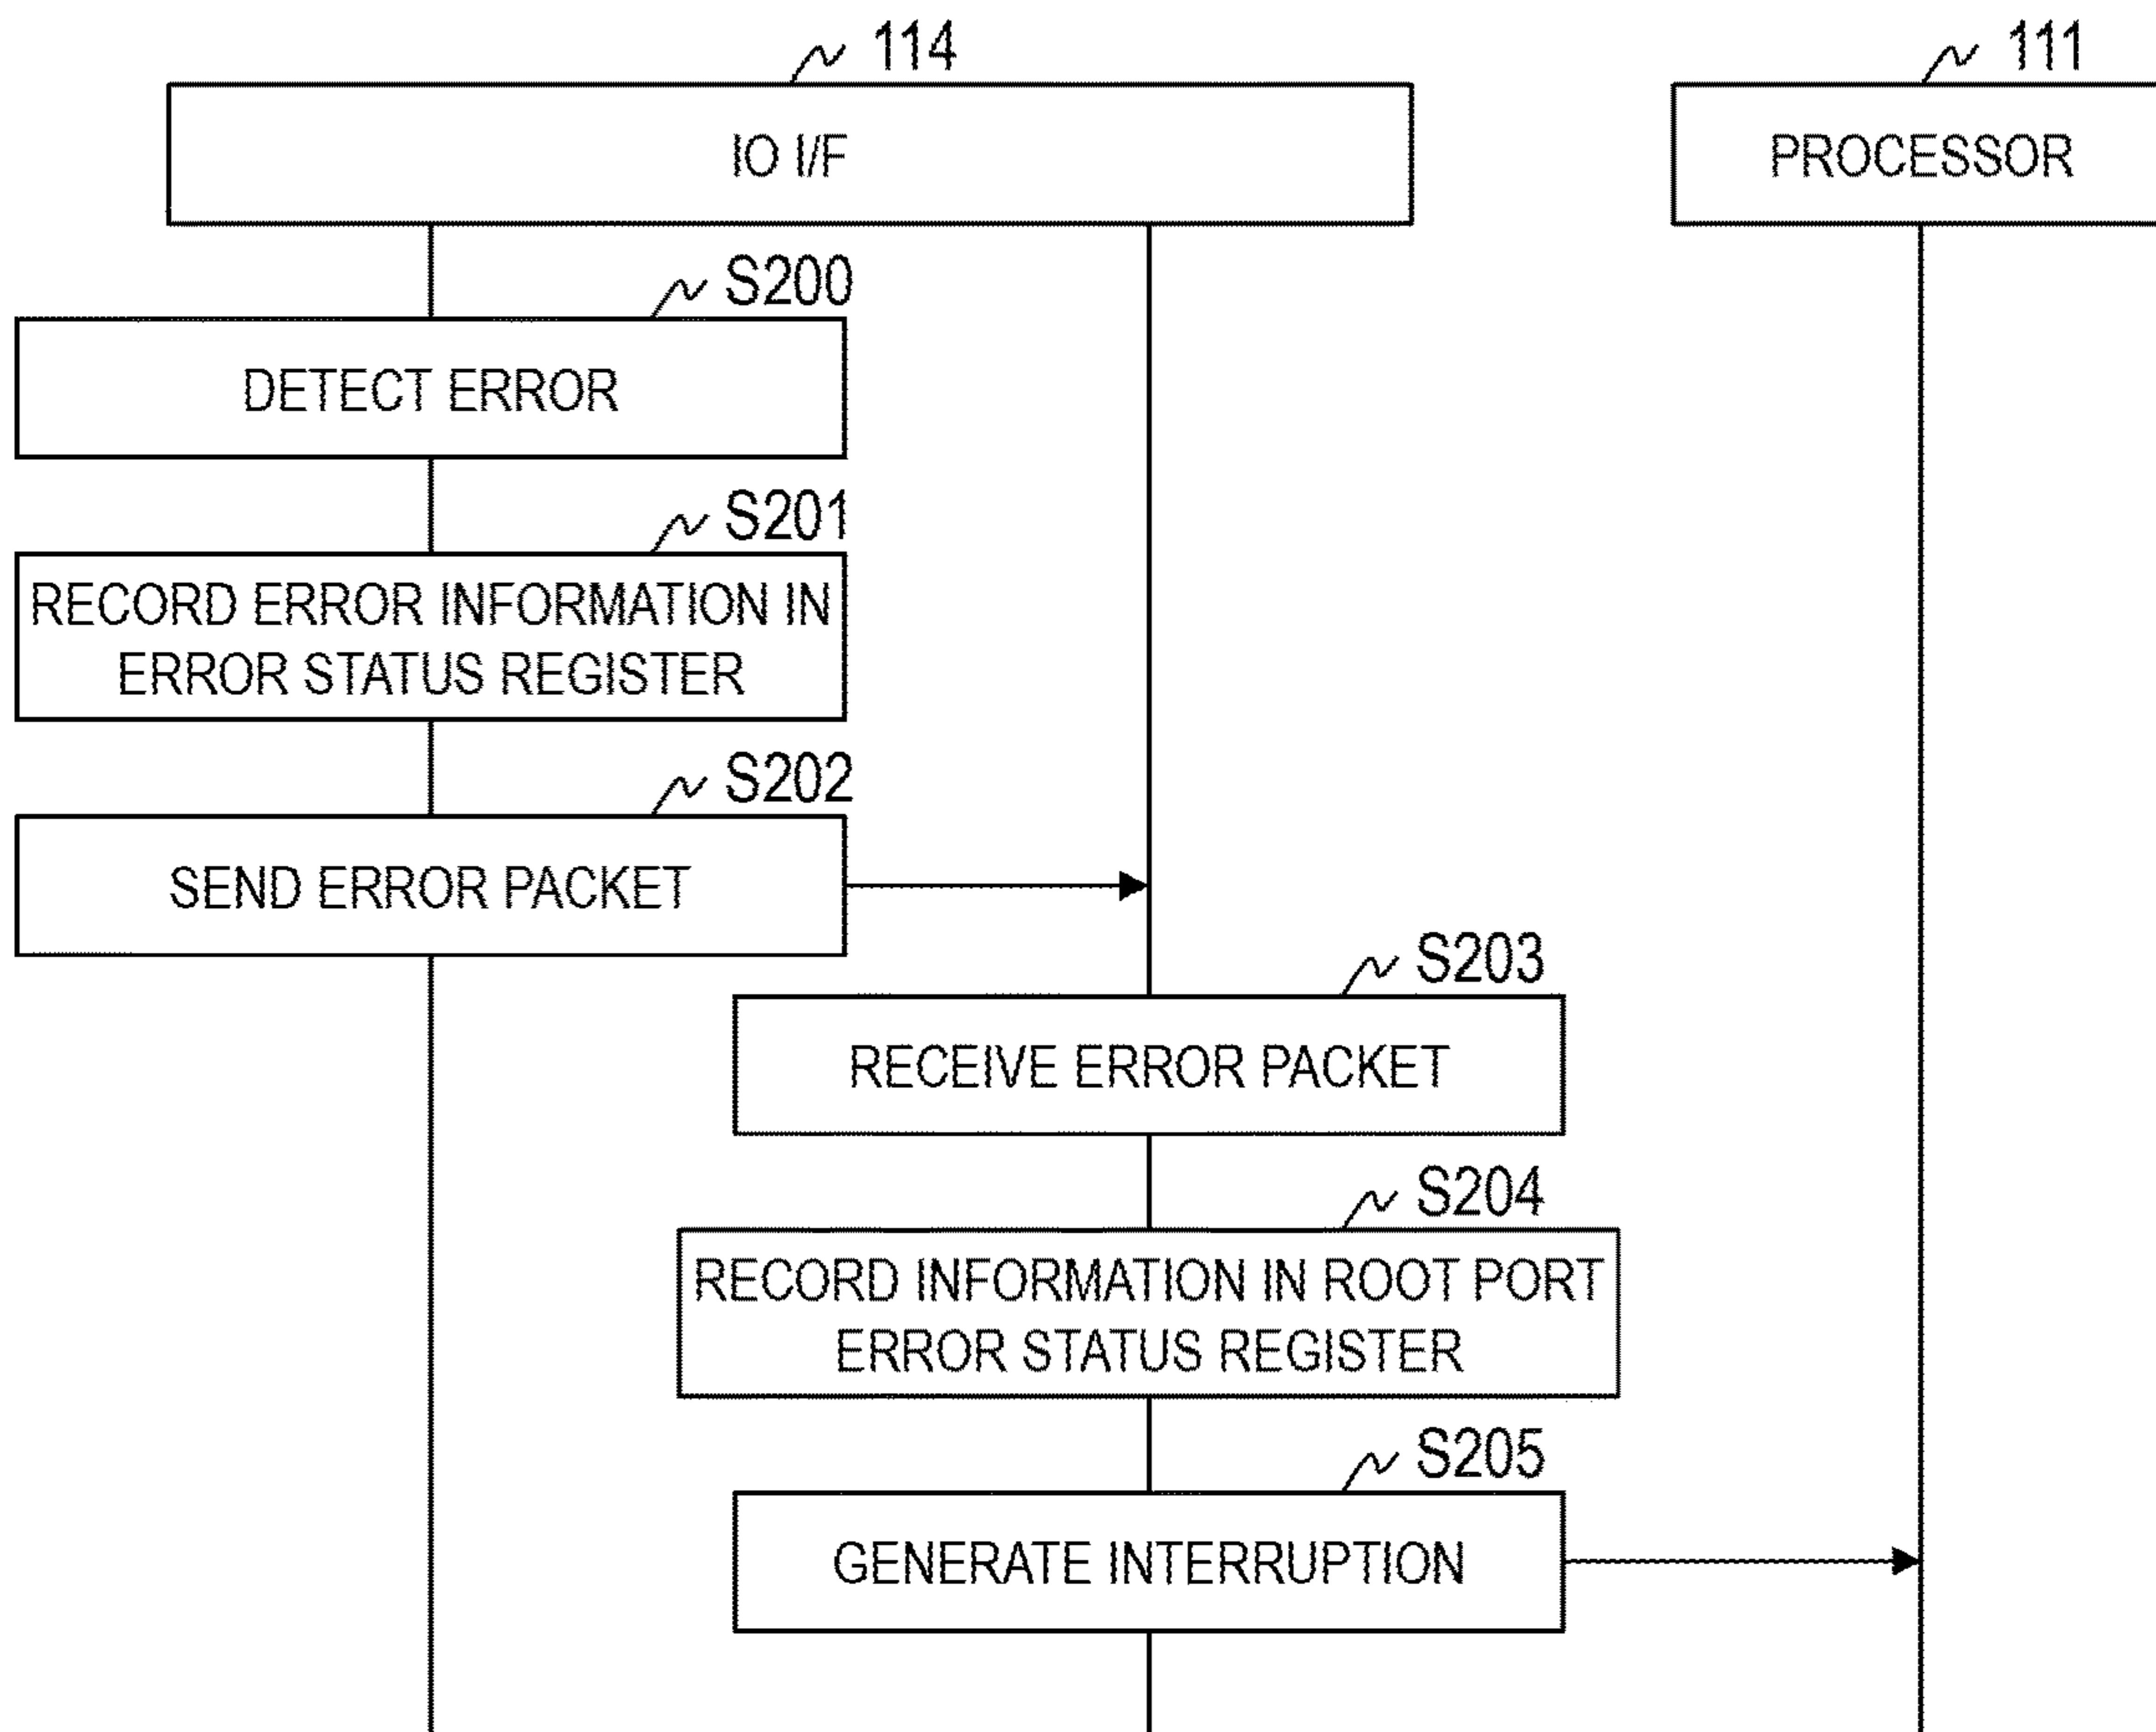 114
111
IO I/F
PROCESSOR
S200
DETECT ERROR
S201
RECORD ERROR INFORMATION IN
ERROR STATUS REGISTER
S202
SEND ERROR PACKET
S203
RECEIVE ERROR PACKET
S204
RECORD INFORMATION IN ROOT PORT
ERROR STATUS REGISTER
S205
GENERATE INTERRUPTION